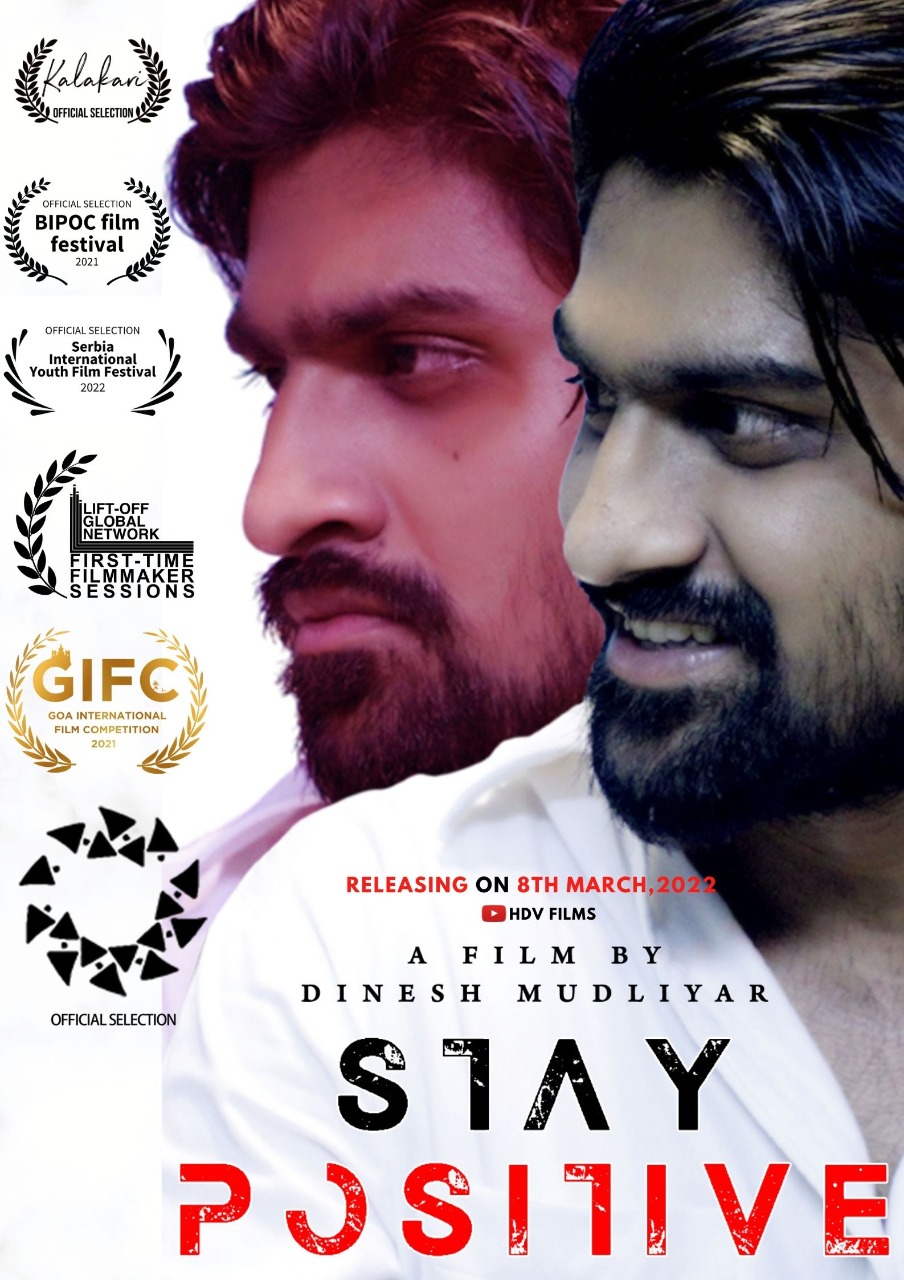 Kalakari
OFFICIAL SELECTION
OFFICIAL SELECTION
BIPOC film
festival
2021
OFFICIAL SELECTION
Serbia
International
Youth Film Festival
2022
LIFT-OFF
GLOBAL
NETWORK
FIRST-TIME
FILMMAKER
SESSIONS
GIFC
GOA INTERNATIONAL
FILM COMPETITION
2021
OFFICIAL SELECTION
RELEASING ON 8TH MARCH,2022
HDV FILMS
A FILM BY
DINESH MUDLIYAR
STAY
POSITIVE